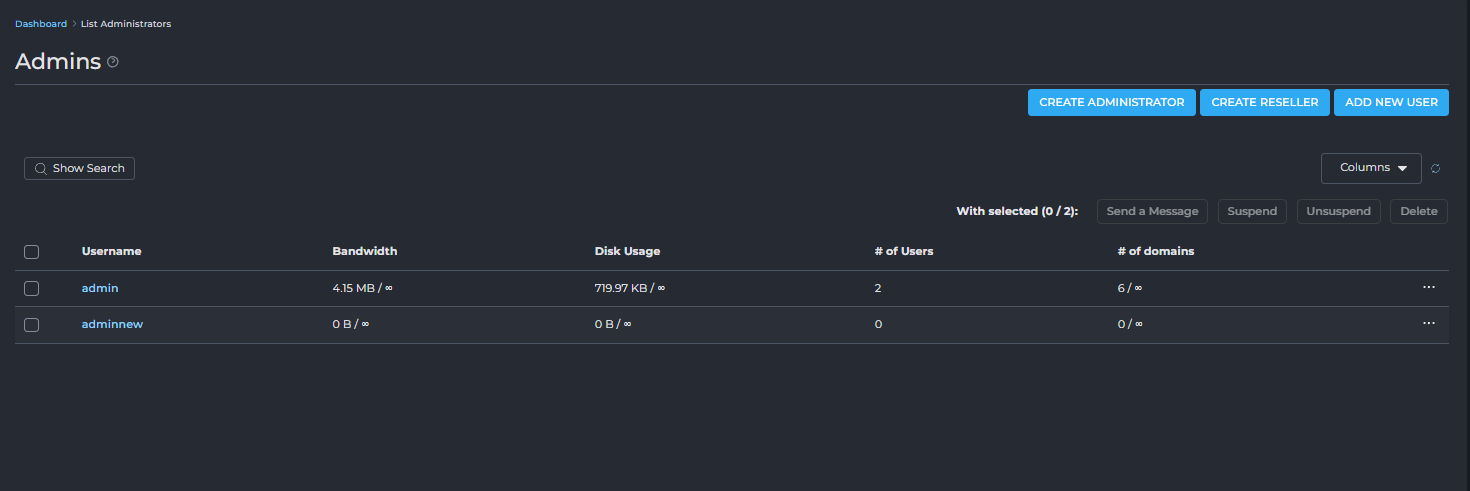 Dashboard > List Administrators
Admins
CREATE ADMINISTRATOR CREATE RESELLER ADD NEW USER
Show Search Columns
With selected (0 / 2): Send a Message Suspend Unsuspend Delete
Username Bandwidth Disk Usage # of Users # of domains
admin 4.15 MB / ∞ 719.97 KB / ∞ 2 6 / ∞ ...
adminnew 0 B / ∞ 0 B / ∞ 0 0 / ∞ ...